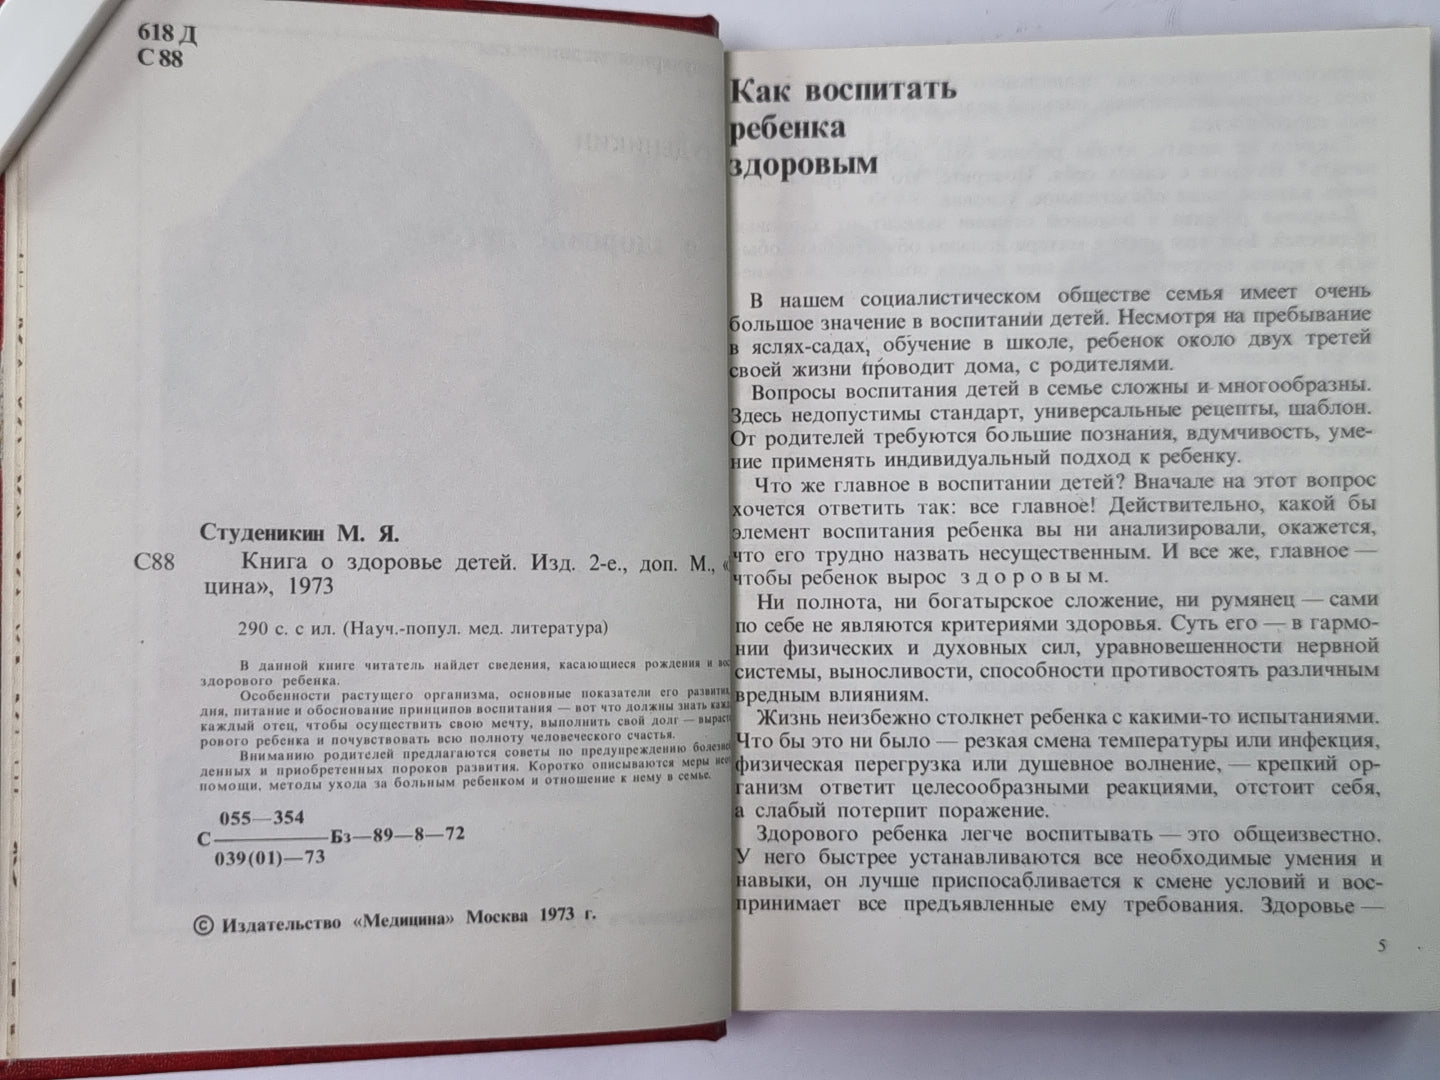 618 Д
С 88
Студеникин М. Я.
С88 Книга о здоровье детей. Изд. 2-е., доп. М., «
цина», 1973
290 с. с ил. (Науч.-попул. мед. литература)
В данной книге читатель найдет сведения, касающиеся рождения и
здорового ребенка.
Особенности растущего организма, основные показатели его
дня, питание и обоснование принципов воспитания — вот что должны знать
каждый отец, чтобы осуществить свою мечту, выполнить свой долг —
рового ребенка и почувствовать всю полноту человеческого счастья.
Вниманию родителей предлагаются советы по предупреждению
денных и приобретенных пороков развития. Коротко описываются меры
помощи, методы ухода за больным ребенком и отношение к нему в семье.
055—354
С Бз—89—8—72
039(01)—73
© Издательство «Медицина» Москва 1973 г.
Как воспитать
ребенка
здоровым
В нашем социалистическом обществе семья имеет очень
большое значение в воспитании детей. Несмотря на пребывание
в яслях-садах, обучение в школе, ребенок около двух третей
своей жизни проводит дома, с родителями.
Вопросы воспитания детей в семье сложны и многообразны.
Здесь недопустимы стандарт, универсальные рецепты, шаблон.
От родителей требуются большие познания, вдумчивость, уме-
ние применять индивидуальный подход к ребенку.
Что же главное в воспитании детей? Вначале на этот вопрос
хочется ответить так: все главное! Действительно, какой бы
элемент воспитания ребенка вы ни анализировали, окажется,
что его трудно назвать несущественным. И все же, главное —
чтобы ребенок вырос здоровым.
Ни полнота, ни богатырское сложение, ни румянец — сами
по себе не являются критериями здоровья. Суть его — в гармо-
нии физических и духовных сил, уравновешенности нервной
системы, выносливости, способности противостоять различным
вредным влияниям.
Жизнь неизбежно столкнет ребенка с какими-то испытаниями.
Что бы это ни было — резкая смена температуры или инфекция,
физическая перегрузка или душевное волнение, — крепкий ор-
ганизм ответит целесообразными реакциями, отстоит себя,
а слабый потерпит поражение.
Здорового ребенка легче воспитывать — это общеизвестно.
У него быстрее устанавливаются все необходимые умения и
навыки, он лучше приспосабливается к смене условий и вос-
принимает все предъявленные ему требования. Здоровье —
5